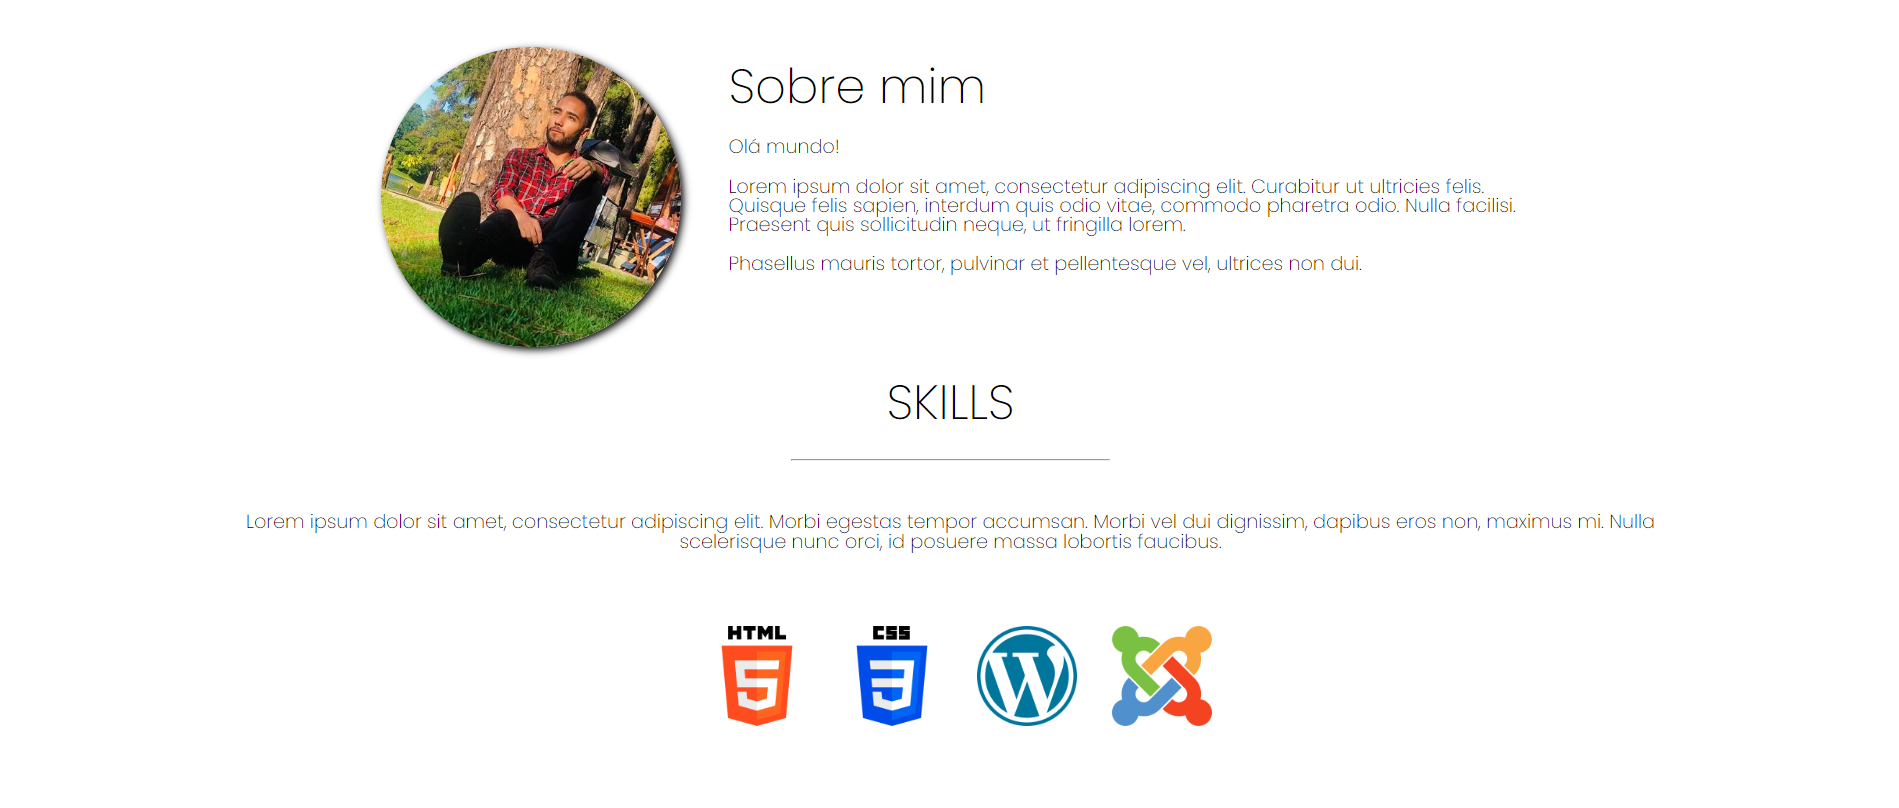 Sobre mim
Olá mundo!
Lorem ipsum dolor sit amet, consectetur adipiscing elit. Curabitur ut ultricies felis.
Quisque felis sapien, interdum quis odio vitae, commodo pharetra odio. Nulla facilisi.
Praesent quis sollicitudin neque, ut fringilla lorem.
Phasellus mauris tortor, pulvinar et pellentesque vel, ultrices non dui.
SKILLS
Lorem ipsum dolor sit amet, consectetur adipiscing elit. Morbi egestas tempor accumsan. Morbi vel dui dignissim, dapibus eros non, maximus mi. Nulla
scelerisque nunc orci, id posuere massa lobortis faucibus.
HTML CSS
5 3 W